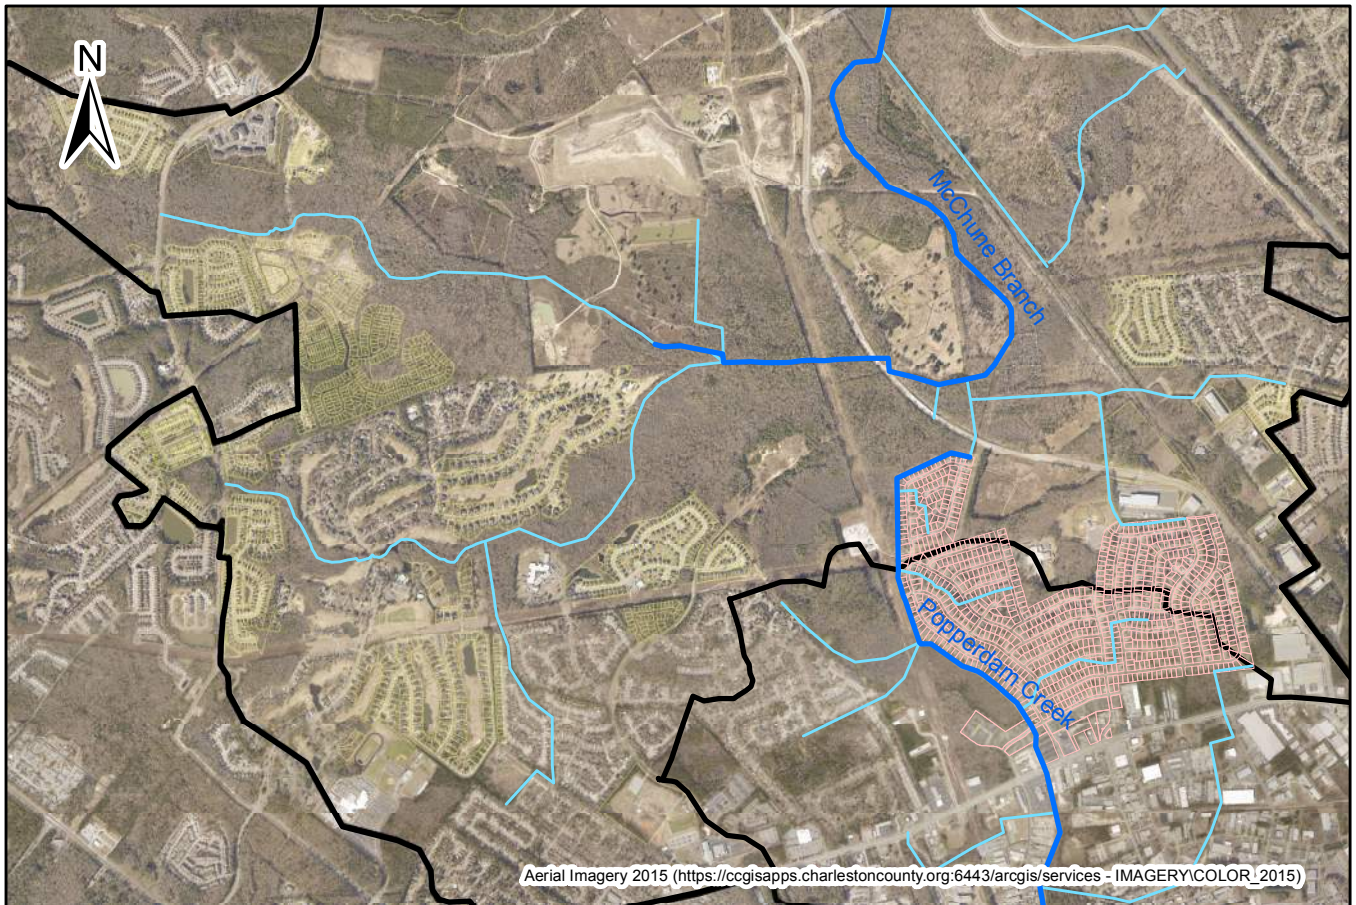 N
McChune Branch
Popperdam Creek
Aerial Imagery 2015 (https://ccgisapps.charlestoncounty.org:6443/arcgis/services - IMAGERY\COLOR_2015)